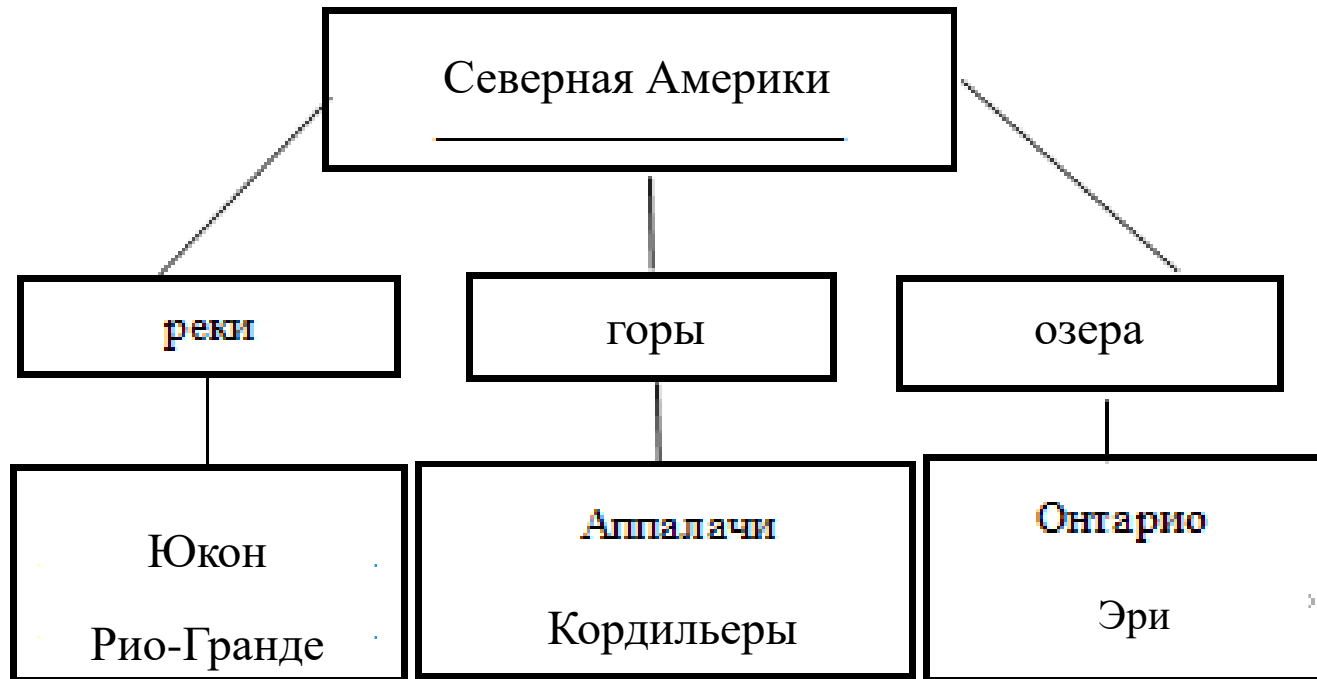 Северная Америки
реки
горы
озера
Юкон
Рио-Гранде
Аппалачи
Кордильеры
Онтарио
Эри